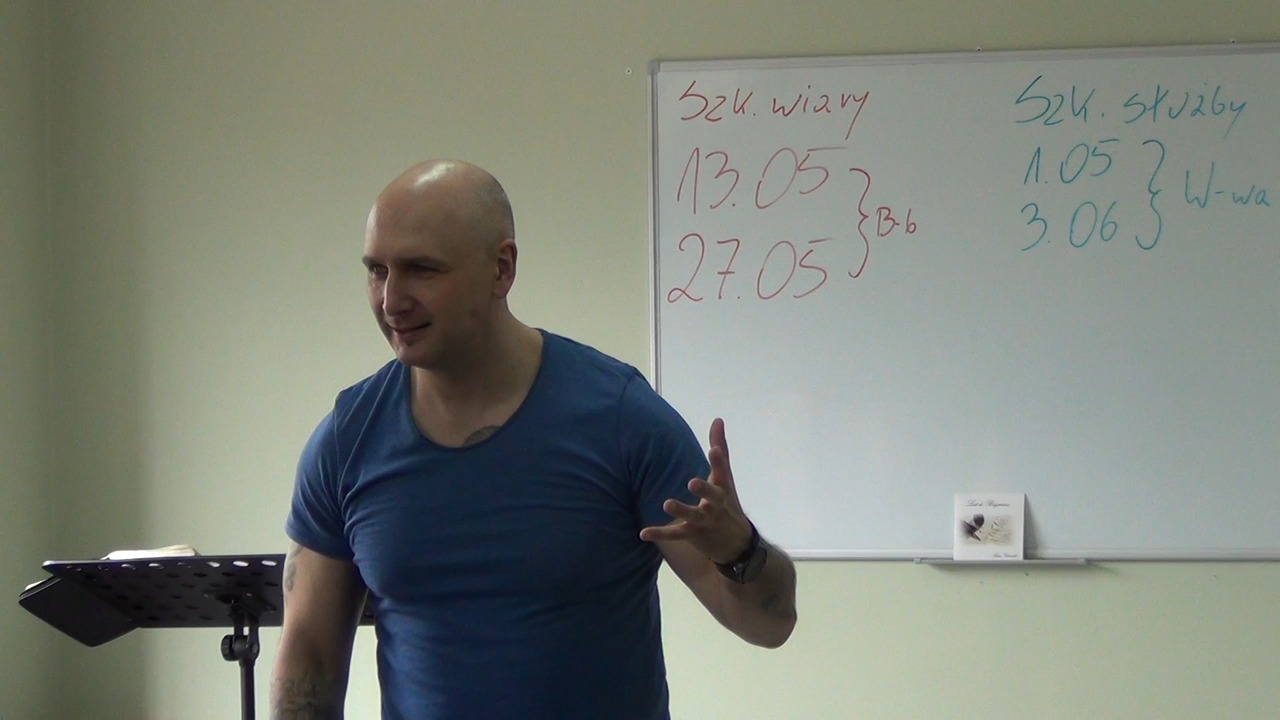 Szk. wiary
13.05
27.05
B-b
Szk. służby
1.05
3.06
W-wa